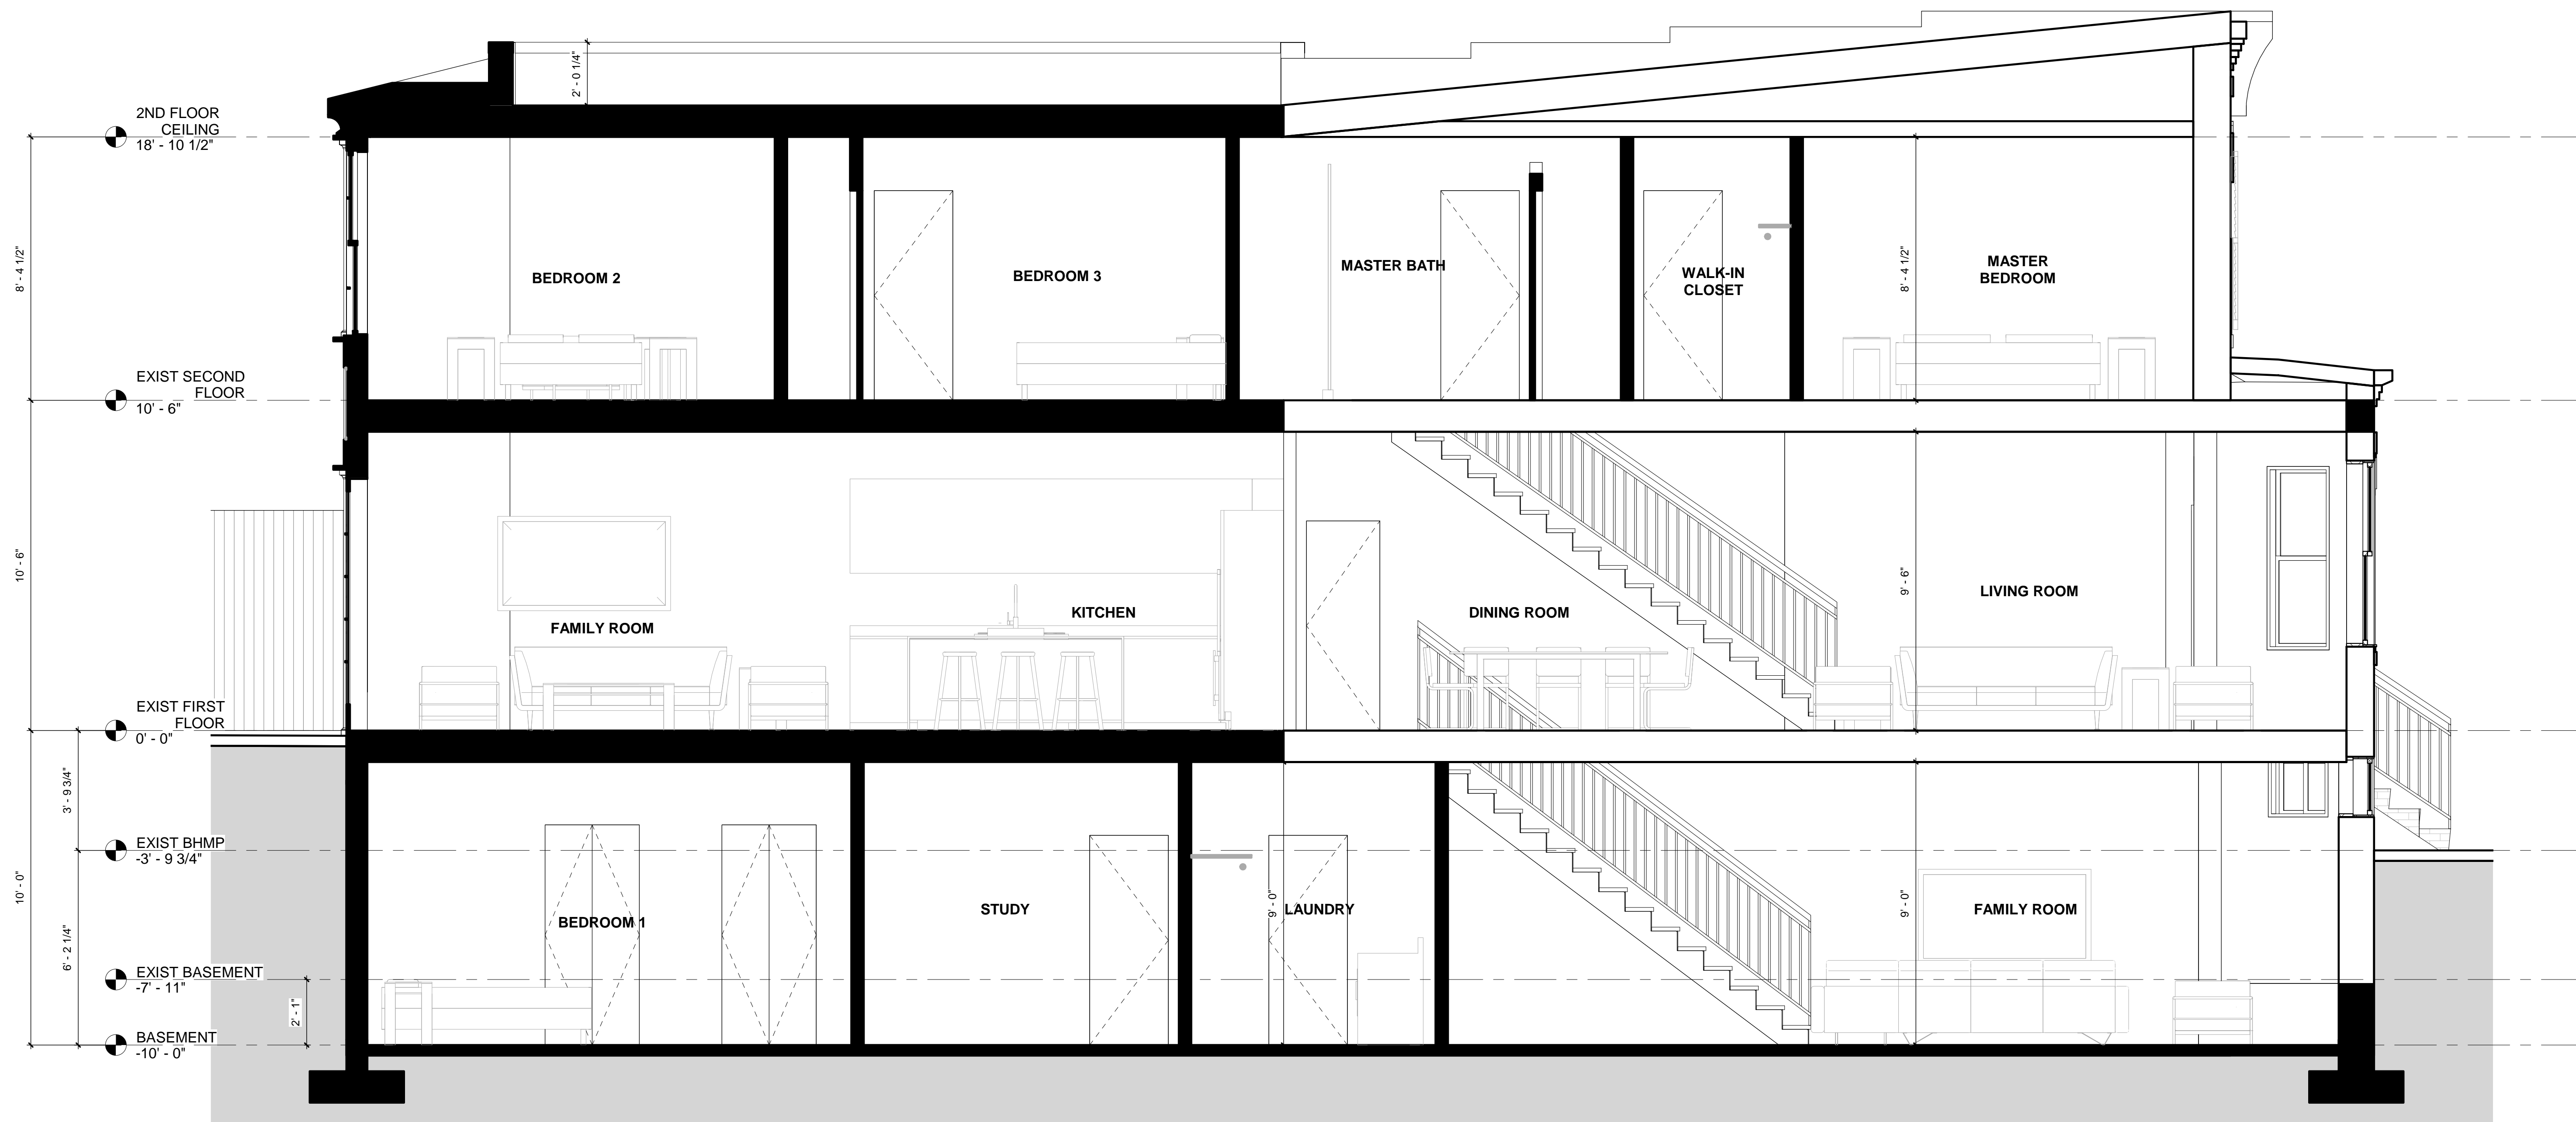 2' - 0 1/4"
2ND FLOOR
CEILING
18' - 10 1/2"
8' - 4 1/2"
BEDROOM 2
BEDROOM 3
MASTER BATH
WALK-IN
CLOSET
8' - 4 1/2"
MASTER
BEDROOM
EXIST SECOND
FLOOR
10' - 6"
10' - 6"
FAMILY ROOM
KITCHEN
DINING ROOM
9' - 6"
LIVING ROOM
EXIST FIRST
FLOOR
0' - 0"
3' - 9 3/4"
EXIST BHMP
-3' - 9 3/4"
10' - 0"
6' - 2 1/4"
BEDROOM 1
STUDY
9' - 0"
LAUNDRY
9' - 0"
FAMILY ROOM
EXIST BASEMENT
-7' - 11"
2' - 1"
BASEMENT
-10' - 0"